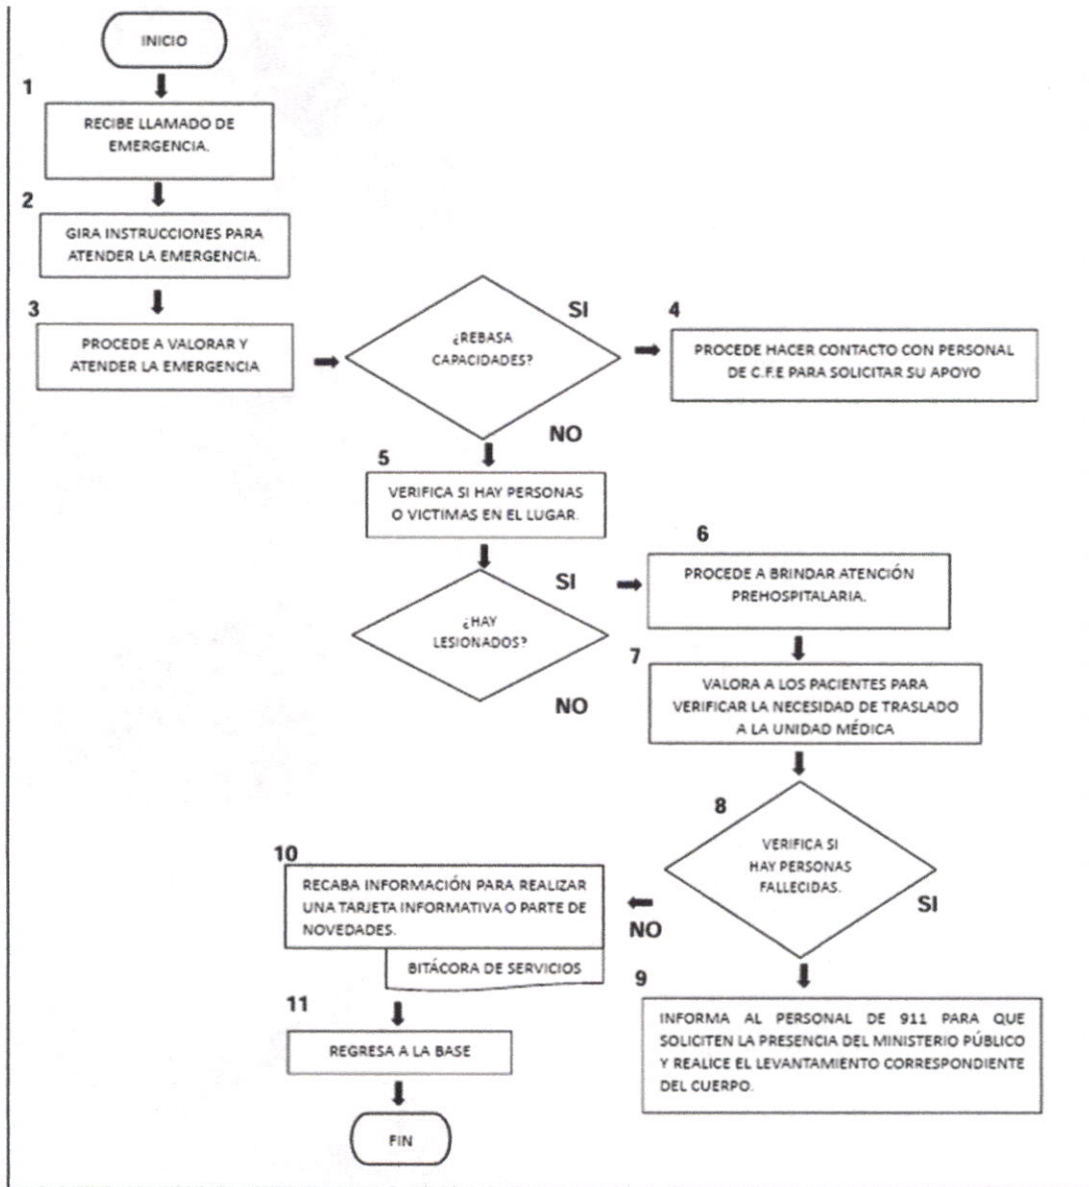 INICIO
1
RECIBE LLAMADO DE
EMERGENCIA.
2
GIRA INSTRUCCIONES PARA
ATENDER LA EMERGENCIA.
3
PROCEDE A VALORAR Y
ATENDER LA EMERGENCIA
¿REBASA
CAPACIDADES?
SI
4
PROCEDE HACER CONTACTO CON PERSONAL
DE C.F.E PARA SOLICITAR SU APOYO
NO
5
VERIFICA SI HAY PERSONAS
O VICTIMAS EN EL LUGAR.
¿HAY
LESIONADOS?
SI
6
PROCEDE A BRINDAR ATENCIÓN
PREHOSPITALARIA.
NO
7
VALORA A LOS PACIENTES PARA
VERIFICAR LA NECESIDAD DE TRASLADO
A LA UNIDAD MÉDICA
8
VERIFICA SI
HAY PERSONAS
FALLECIDAS.
SI
NO
9
INFORMA AL PERSONAL DE 911 PARA QUE
SOLICITEN LA PRESENCIA DEL MINISTERIO PÚBLICO
Y REALICE EL LEVANTAMIENTO CORRESPONDIENTE
DEL CUERPO.
10
RECABA INFORMACIÓN PARA REALIZAR
UNA TARJETA INFORMATIVA O PARTE DE
NOVEDADES.
BITÁCORA DE SERVICIOS
11
REGRESA A LA BASE
FIN